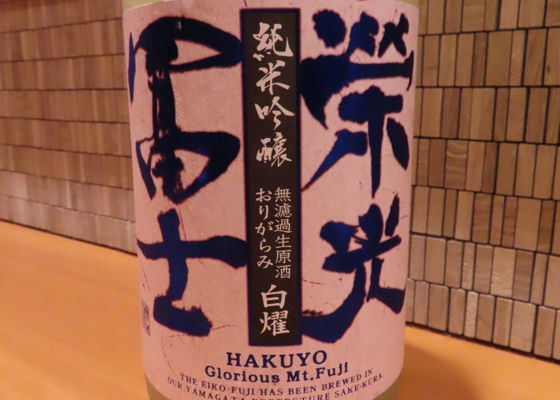 栄光
冨士
純米吟醸
無濾過生原酒
おりがらみ
白燿
HAKUYO
Glorious Mt.Fuji
THE EIKO-FUJI HAS BEEN BREWED IN
OUR YAMAGATA PREFECTURE SAKE-KURA